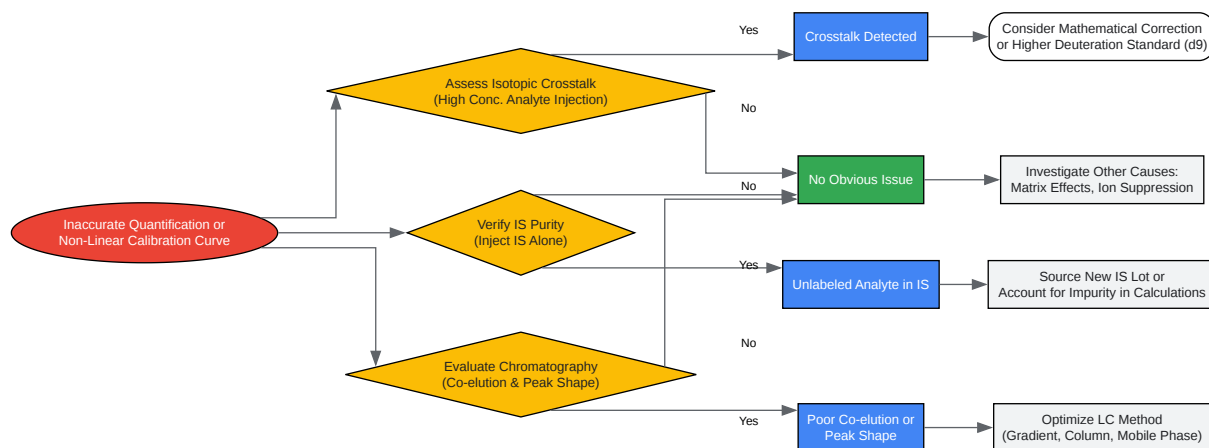 Yes
Crosstalk Detected
Consider Mathematical Correction
or Higher Deuteration Standard (d9)
Assess Isotopic Crosstalk
(High Conc. Analyte Injection)
No
No Obvious Issue
Investigate Other Causes:
Matrix Effects, Ion Suppression
No
Inaccurate Quantification or
Non-Linear Calibration Curve
Verify IS Purity
(Inject IS Alone)
Yes
Unlabeled Analyte in IS
Source New IS Lot or
Account for Impurity in Calculations
No
Evaluate Chromatography
(Co-elution & Peak Shape)
Yes
Poor Co-elution or
Peak Shape
Optimize LC Method
(Gradient, Column, Mobile Phase)